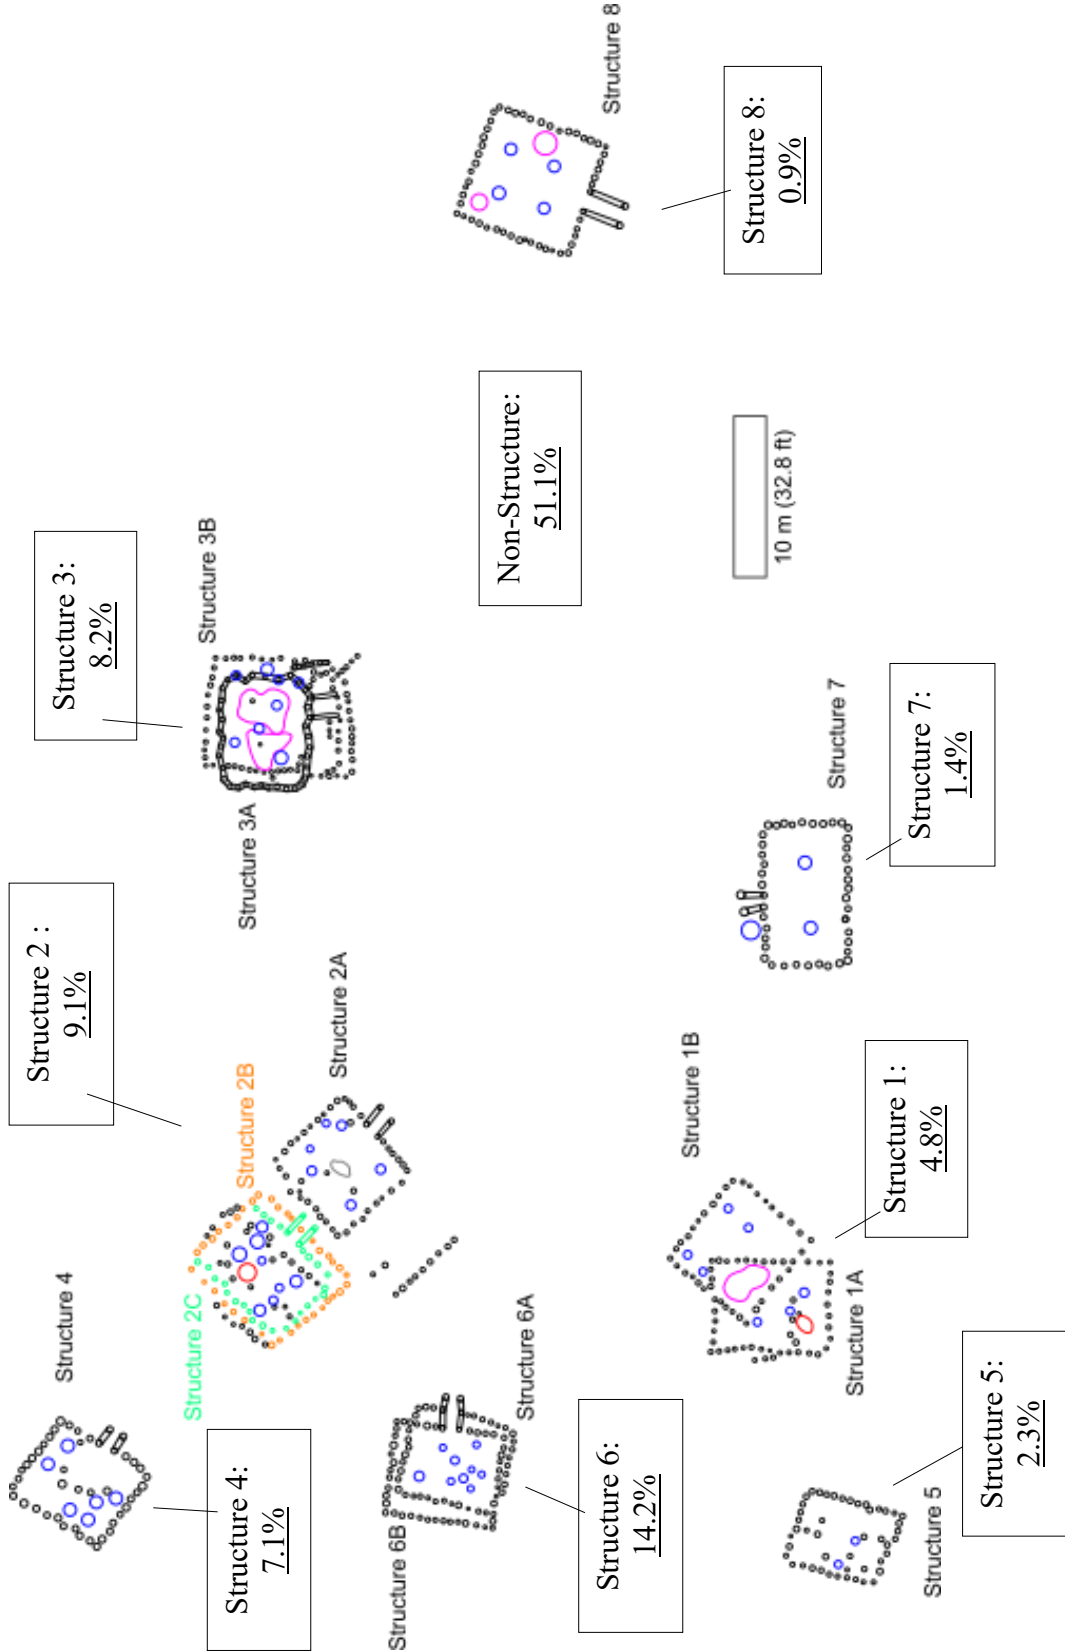 Structure 4
Structure 4:
7.1%
Structure 2C
Structure 2B
Structure 2A
Structure 2 :
9.1%
Structure 3A
Structure 3B
Structure 3:
8.2%
Structure 6B
Structure 6A
Structure 6:
14.2%
Non-Structure:
51.1%
Structure 8
Structure 8:
0.9%
Structure 5
Structure 5:
2.3%
Structure 1A
Structure 1B
Structure 1:
4.8%
Structure 7
Structure 7:
1.4%
10 m (32.8 ft)